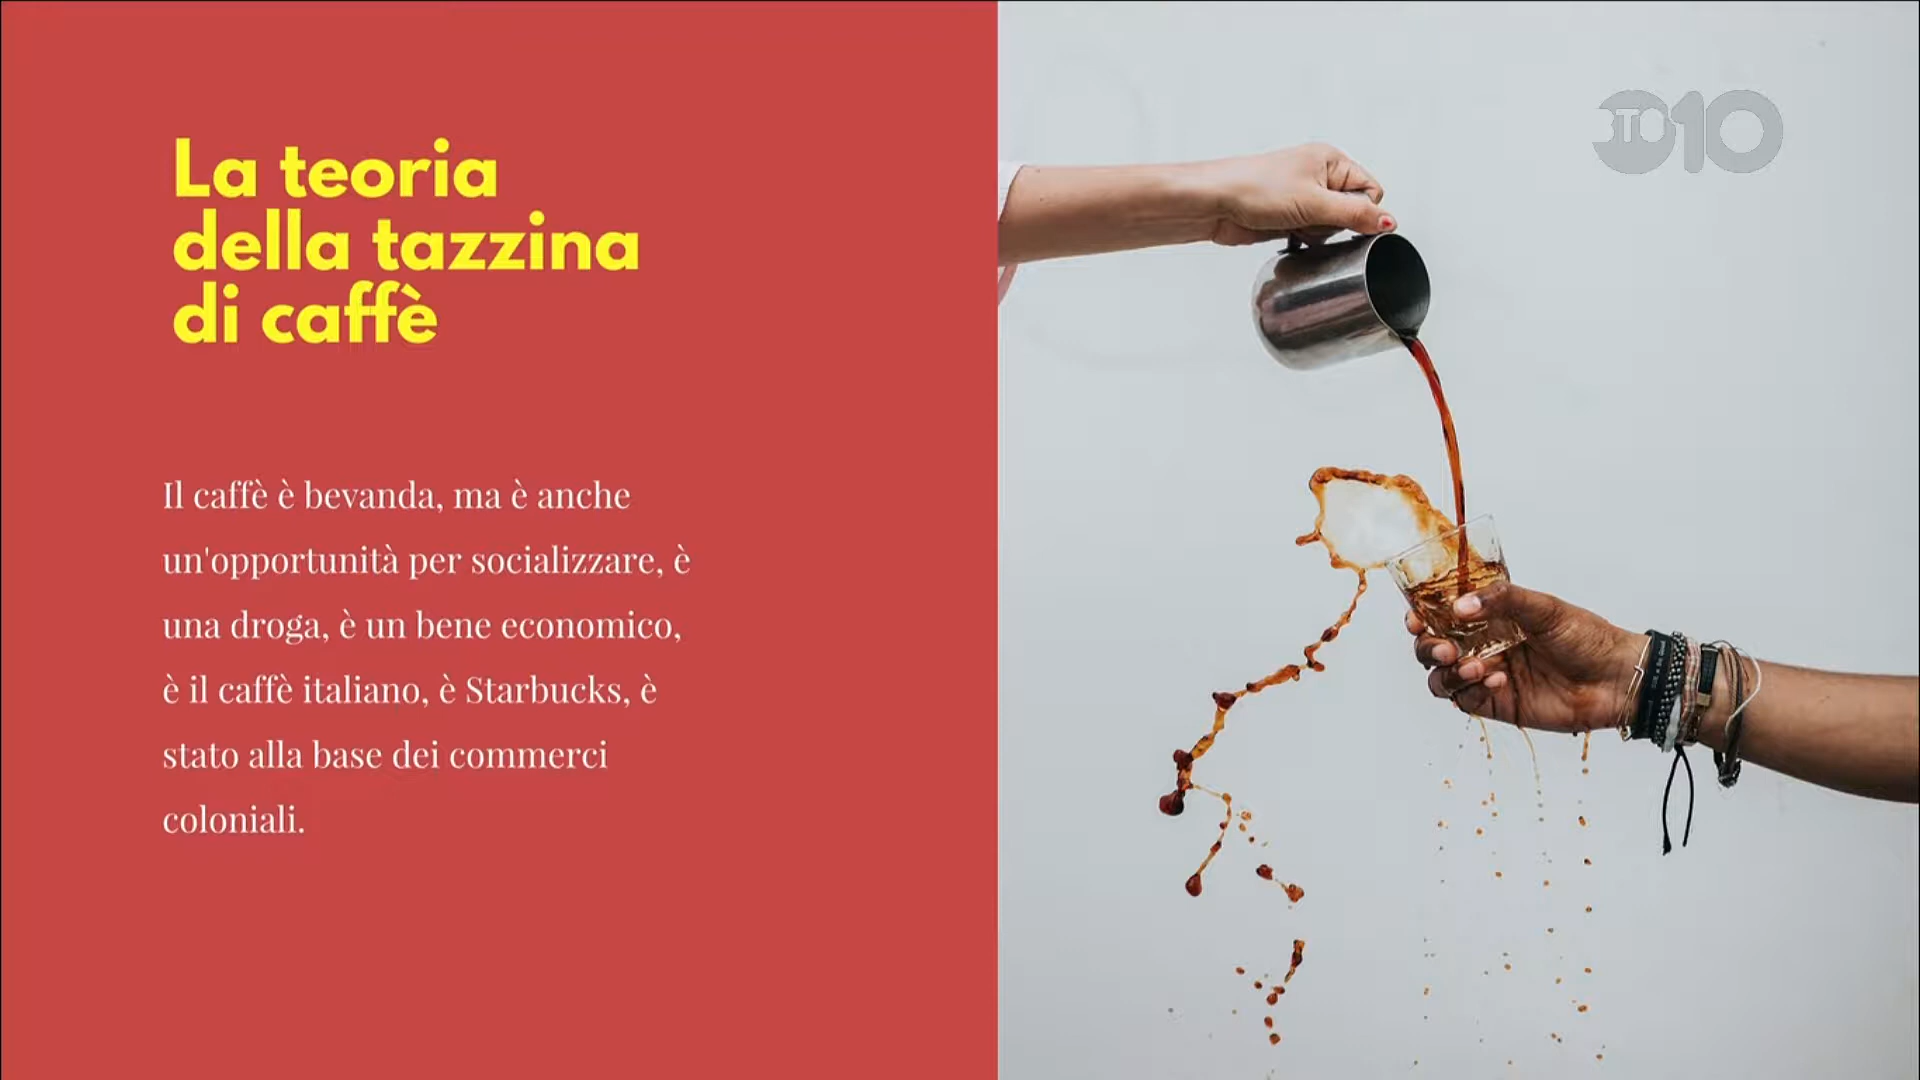 La teoria
della tazzina
di caffè
Il caffè è bevanda, ma è anche
un'opportunità per socializzare, è
una droga, è un bene economico,
è il caffè italiano, è Starbucks, è
stato alla base dei commerci
coloniali.
BTO10